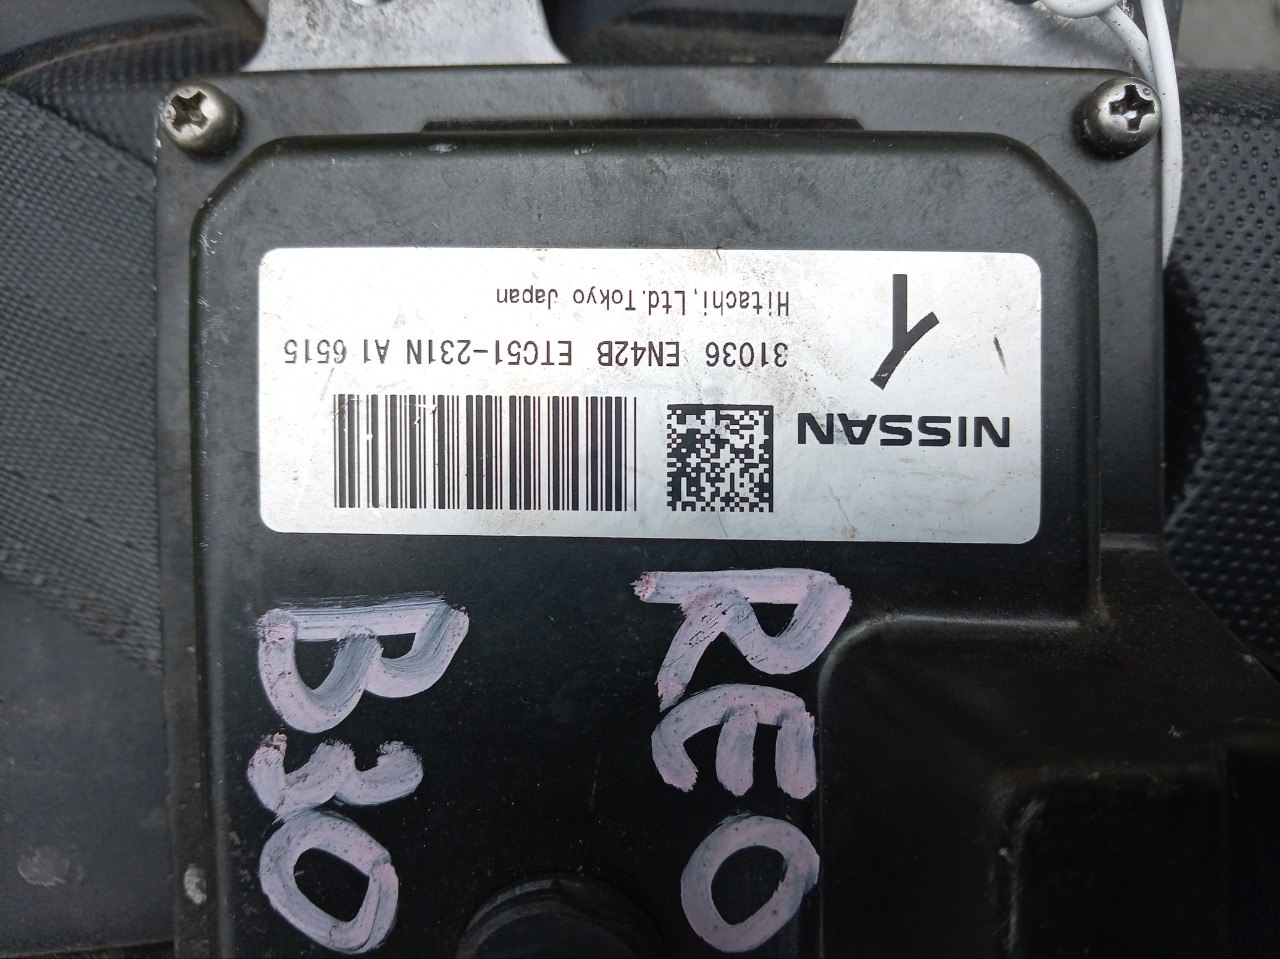 NISSAN
31036 EN42B ETC51-231N A1 6515
Hitachi,Ltd.Tokyo Japan
REO
B30